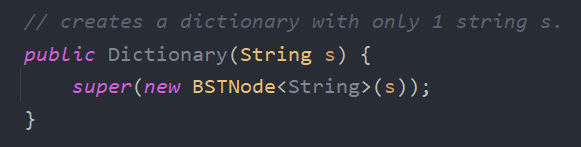 // creates a dictionary with only 1 string s.
public Dictionary(String s) {
    super(new BSTNode<String>(s));
}